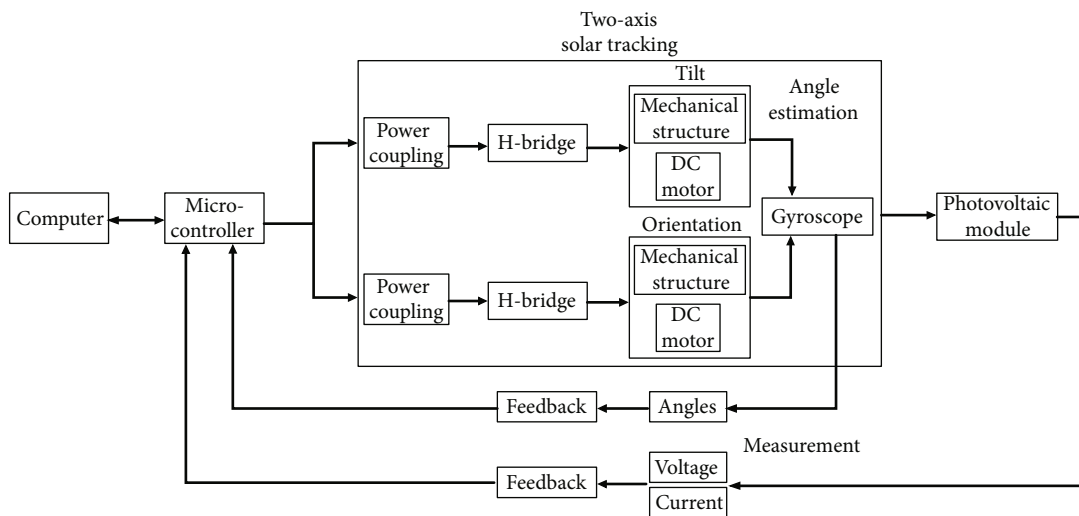 Two-axis
solar tracking
Tilt
Angle
estimation
Mechanical
structure
Power
coupling
H-bridge
DC
motor
Computer
Micro-
controller
Gyroscope
Photovoltaic
module
Orientation
Mechanical
structure
Power
coupling
H-bridge
DC
motor
Feedback
Angles
Measurement
Feedback
Voltage
Current